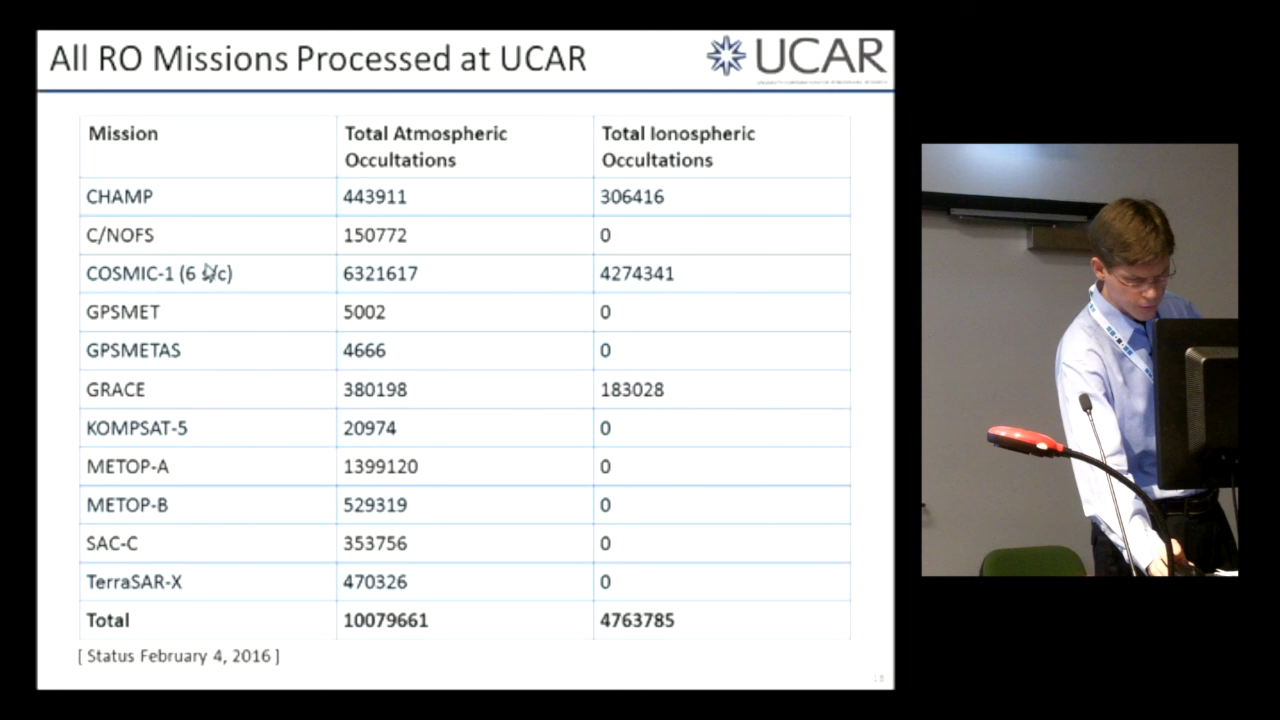 All RO Missions Processed at UCAR
UCAR
Mission Total Atmospheric Occultations Total Ionospheric Occultations
CHAMP 443911 306416
C/NOFS 150772 0
COSMIC-1 (6 s/c) 6321617 4274341
GPSMET 5002 0
GPSMETAS 4666 0
GRACE 380198 183028
KOMPSAT-5 20974 0
METOP-A 1399120 0
METOP-B 529319 0
SAC-C 353756 0
TerraSAR-X 470326 0
Total 10079661 4763785
[ Status February 4, 2016 ]